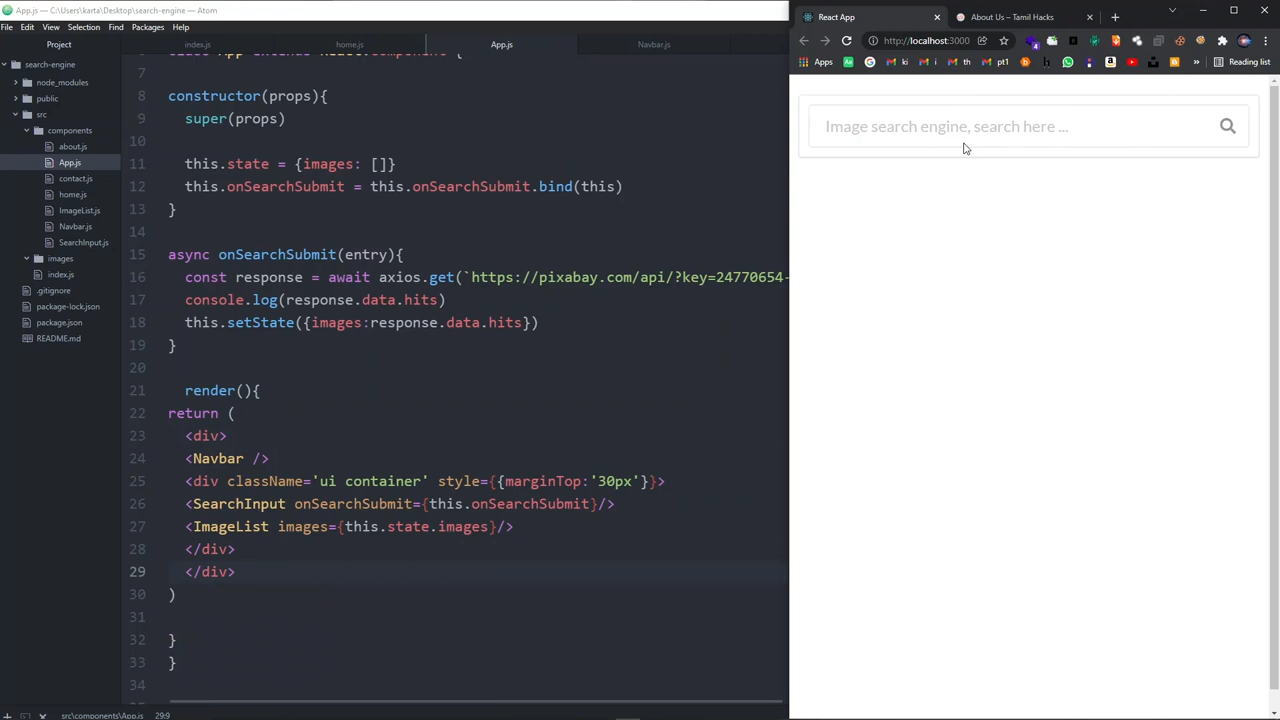 App.js — C:\Users\karta\Desktop\search-engine — Atom
File Edit View Selection Find Packages Help
Project
search-engine
node_modules
public
src
components
about.js
App.js
contact.js
home.js
ImageList.js
Navbar.js
SearchInput.js
images
index.js
.gitignore
package-lock.json
package.json
README.md
index.js home.js App.js Navbar.js
7
8 constructor(props){
9 super(props)
10
11 this.state = {images: []}
12 this.onSearchSubmit = this.onSearchSubmit.bind(this)
13 }
14
15 async onSearchSubmit(entry){
16 const response = await axios.get(`https://pixabay.com/api/?key=24770654-
17 console.log(response.data.hits)
18 this.setState({images:response.data.hits})
19 }
20
21 render(){
22 return (
23 <div>
24 <Navbar />
25 <div className='ui container' style={{marginTop:'30px'}}>
26 <SearchInput onSearchSubmit={this.onSearchSubmit}/>
27 <ImageList images={this.state.images}/>
28 </div>
29 </div>
30 )
31
32 }
33 }
34
src\components\App.js 29:9
React App About Us – Tamil Hacks
http://localhost:3000
Apps ki i th pt1 Reading list
Image search engine, search here ...